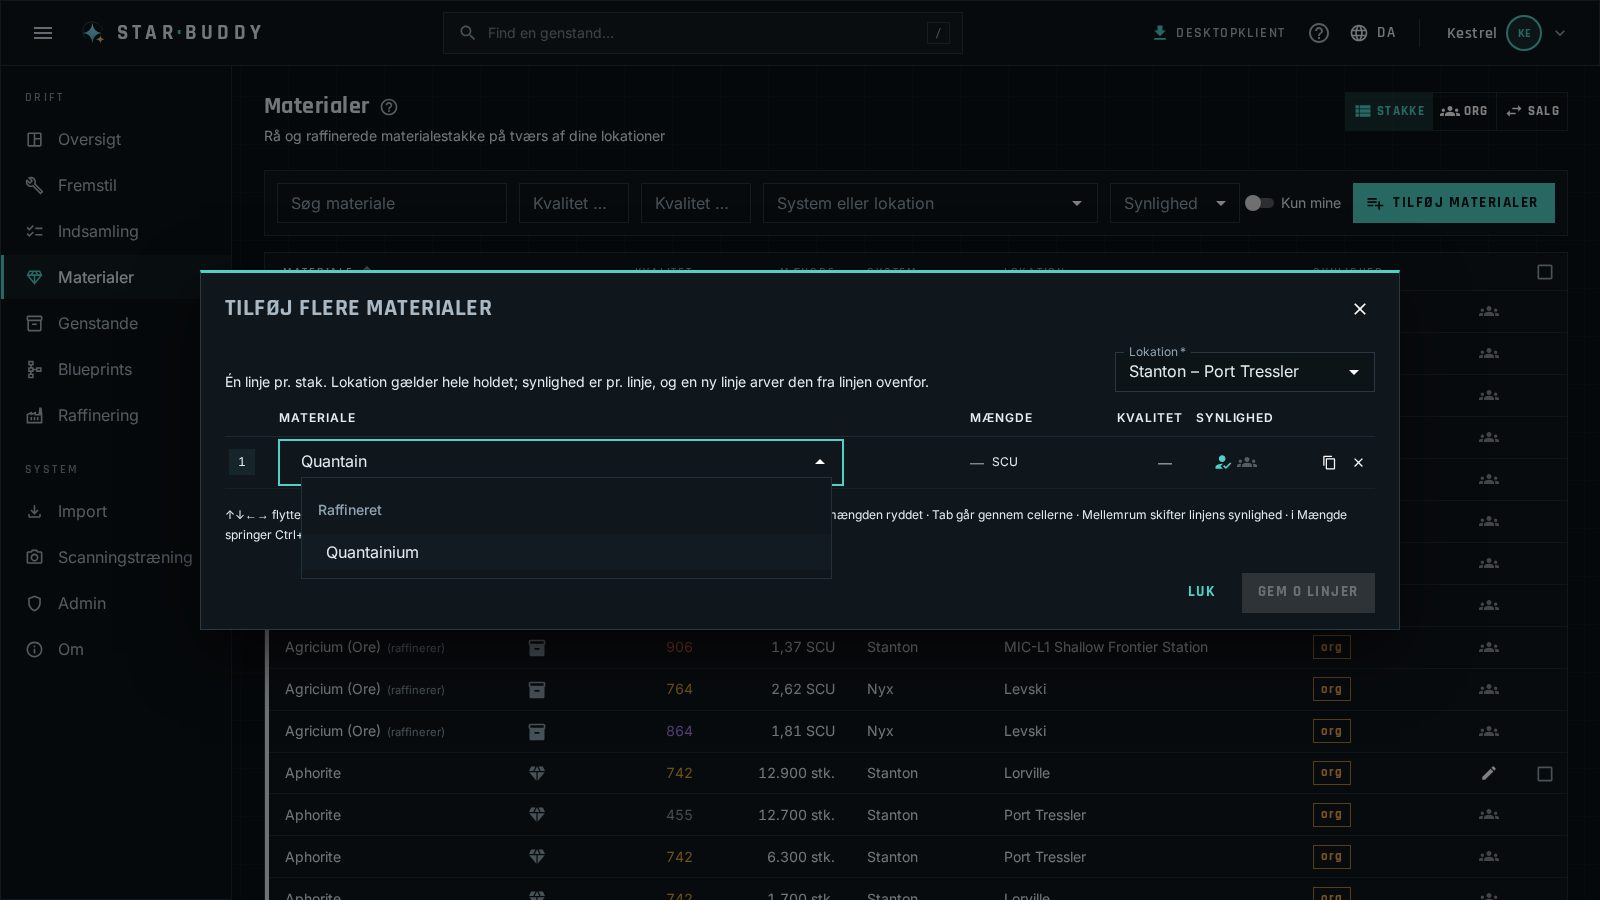 STAR·BUDDY
Find en genstand...
/
DESKTOPKLIENT
DA
Kestrel
KE
DRIFT
Oversigt
Fremstil
Indsamling
Materialer
Genstande
Blueprints
Raffinering
SYSTEM
Import
Scanningstræning
Admin
Om
Materialer
Rå og raffinerede materialestakke på tværs af dine lokationer
STAKKE
ORG
SALG
Søg materiale
Kvalitet ...
Kvalitet ...
System eller lokation
Synlighed
Kun mine
TILFØJ MATERIALER
TILFØJ FLERE MATERIALER
Én linje pr. stak. Lokation gælder hele holdet; synlighed er pr. linje, og en ny linje arver den fra linjen ovenfor.
Lokation *
Stanton – Port Tressler
MATERIALE MÆNGDE KVALITET SYNLIGHED
1 Quantain — SCU —
Raffineret
Quantainium
↑↓←→ flytte
mængden ryddet · Tab går gennem cellerne · Mellemrum skifter linjens synlighed · i Mængde
springer Ctrl+
LUK
GEM 0 LINJER
Agricium (Ore) (raffinerer) 906 1,37 SCU Stanton MIC-L1 Shallow Frontier Station org
Agricium (Ore) (raffinerer) 764 2,62 SCU Nyx Levski org
Agricium (Ore) (raffinerer) 864 1,81 SCU Nyx Levski org
Aphorite 742 12.900 stk. Stanton Lorville org
Aphorite 455 12.700 stk. Stanton Port Tressler org
Aphorite 742 6.300 stk. Stanton Port Tressler org
Aphorite 742 1.700 stk. Stanton Lorville org